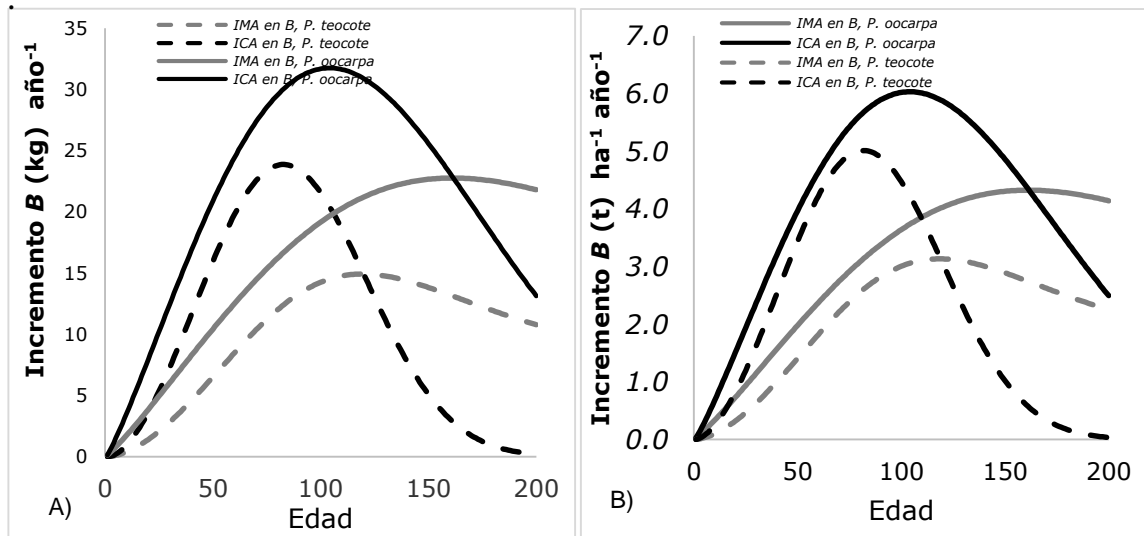 IMA en B, P. teocote
ICA en B, P. teocote
IMA en B, P. oocarpa
ICA en B, P. oocarpa
Incremento B (kg) año-1
35
30
25
20
15
10
5
0
0 50 100 150 200
Edad
A)
IMA en B, P. oocarpa
ICA en B, P. oocarpa
IMA en B, P. teocote
ICA en B, P. teocote
Incremento B (t) ha-1 año-1
7.0
6.0
5.0
4.0
3.0
2.0
1.0
0.0
0 50 100 150 200
Edad
B)